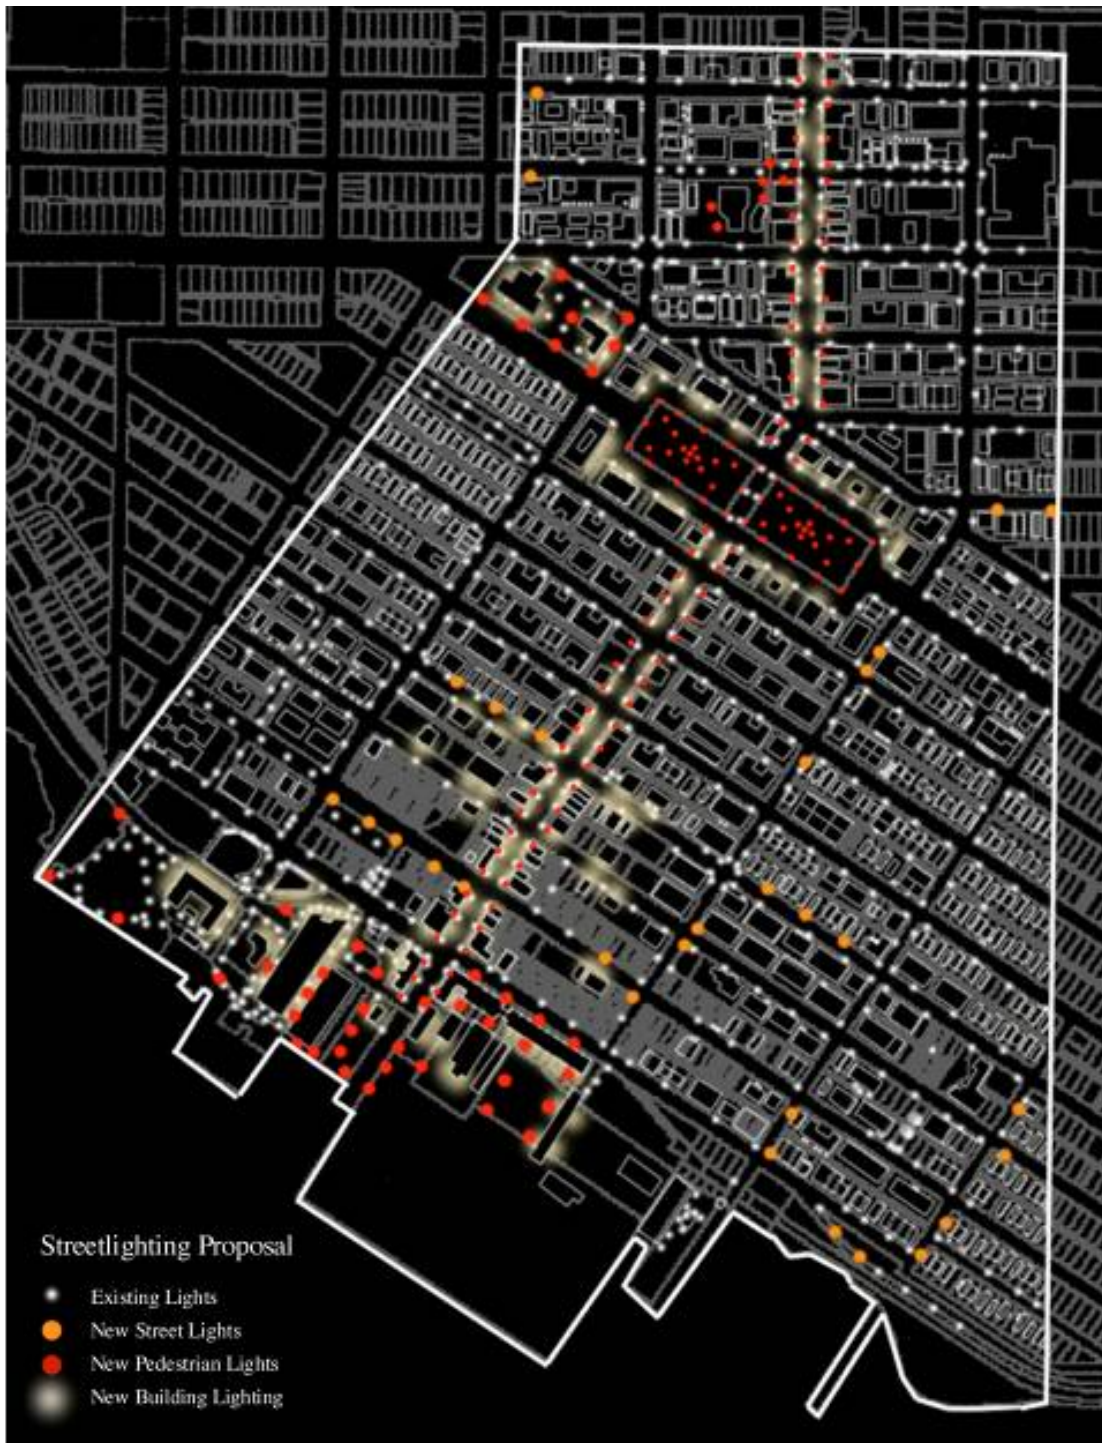 Streetlighting Proposal
Existing Lights
New Street Lights
New Pedestrian Lights
New Building Lighting